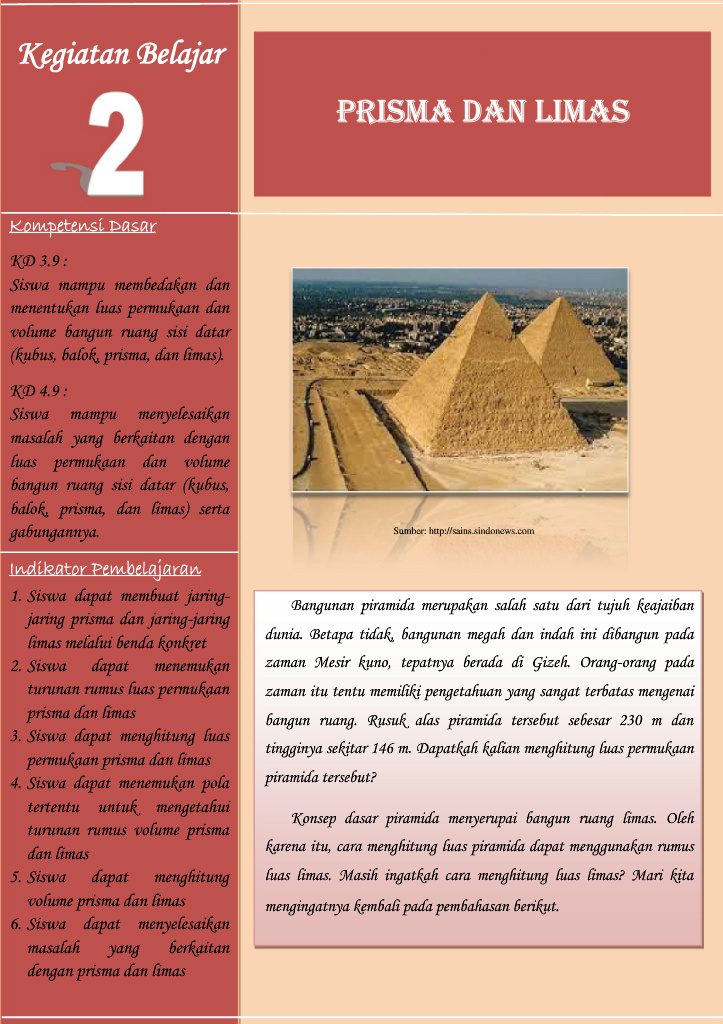 Kegiatan Belajar
2
PRISMA DAN LIMAS
Kompetensi Dasar
KD 3.9 :
Siswa mampu membedakan dan
menentukan luas permukaan dan
volume bangun ruang sisi datar
(kubus, balok, prisma, dan limas).
KD 4.9 :
Siswa mampu menyelesaikan
masalah yang berkaitan dengan
luas permukaan dan volume
bangun ruang sisi datar (kubus,
balok, prisma, dan limas) serta
gabungannya.
Indikator Pembelajaran
1. Siswa dapat membuat jaring-
jaring prisma dan jaring-jaring
limas melalui benda konkret
2. Siswa dapat menemukan
turunan rumus luas permukaan
prisma dan limas
3. Siswa dapat menghitung luas
permukaan prisma dan limas
4. Siswa dapat menemukan pola
tertentu untuk mengetahui
turunan rumus volume prisma
dan limas
5. Siswa dapat menghitung
volume prisma dan limas
6. Siswa dapat menyelesaikan
masalah yang berkaitan
dengan prisma dan limas
Sumber: http://sains.sindonews.com
Bangunan piramida merupakan salah satu dari tujuh keajaiban
dunia. Betapa tidak, bangunan megah dan indah ini dibangun pada
zaman Mesir kuno, tepatnya berada di Gizeh. Orang-orang pada
zaman itu tentu memiliki pengetahuan yang sangat terbatas mengenai
bangun ruang. Rusuk alas piramida tersebut sebesar 230 m dan
tingginya sekitar 146 m. Dapatkah kalian menghitung luas permukaan
piramida tersebut?
Konsep dasar piramida menyerupai bangun ruang limas. Oleh
karena itu, cara menghitung luas piramida dapat menggunakan rumus
luas limas. Masih ingatkah cara menghitung luas limas? Mari kita
mengingatnya kembali pada pembahasan berikut.